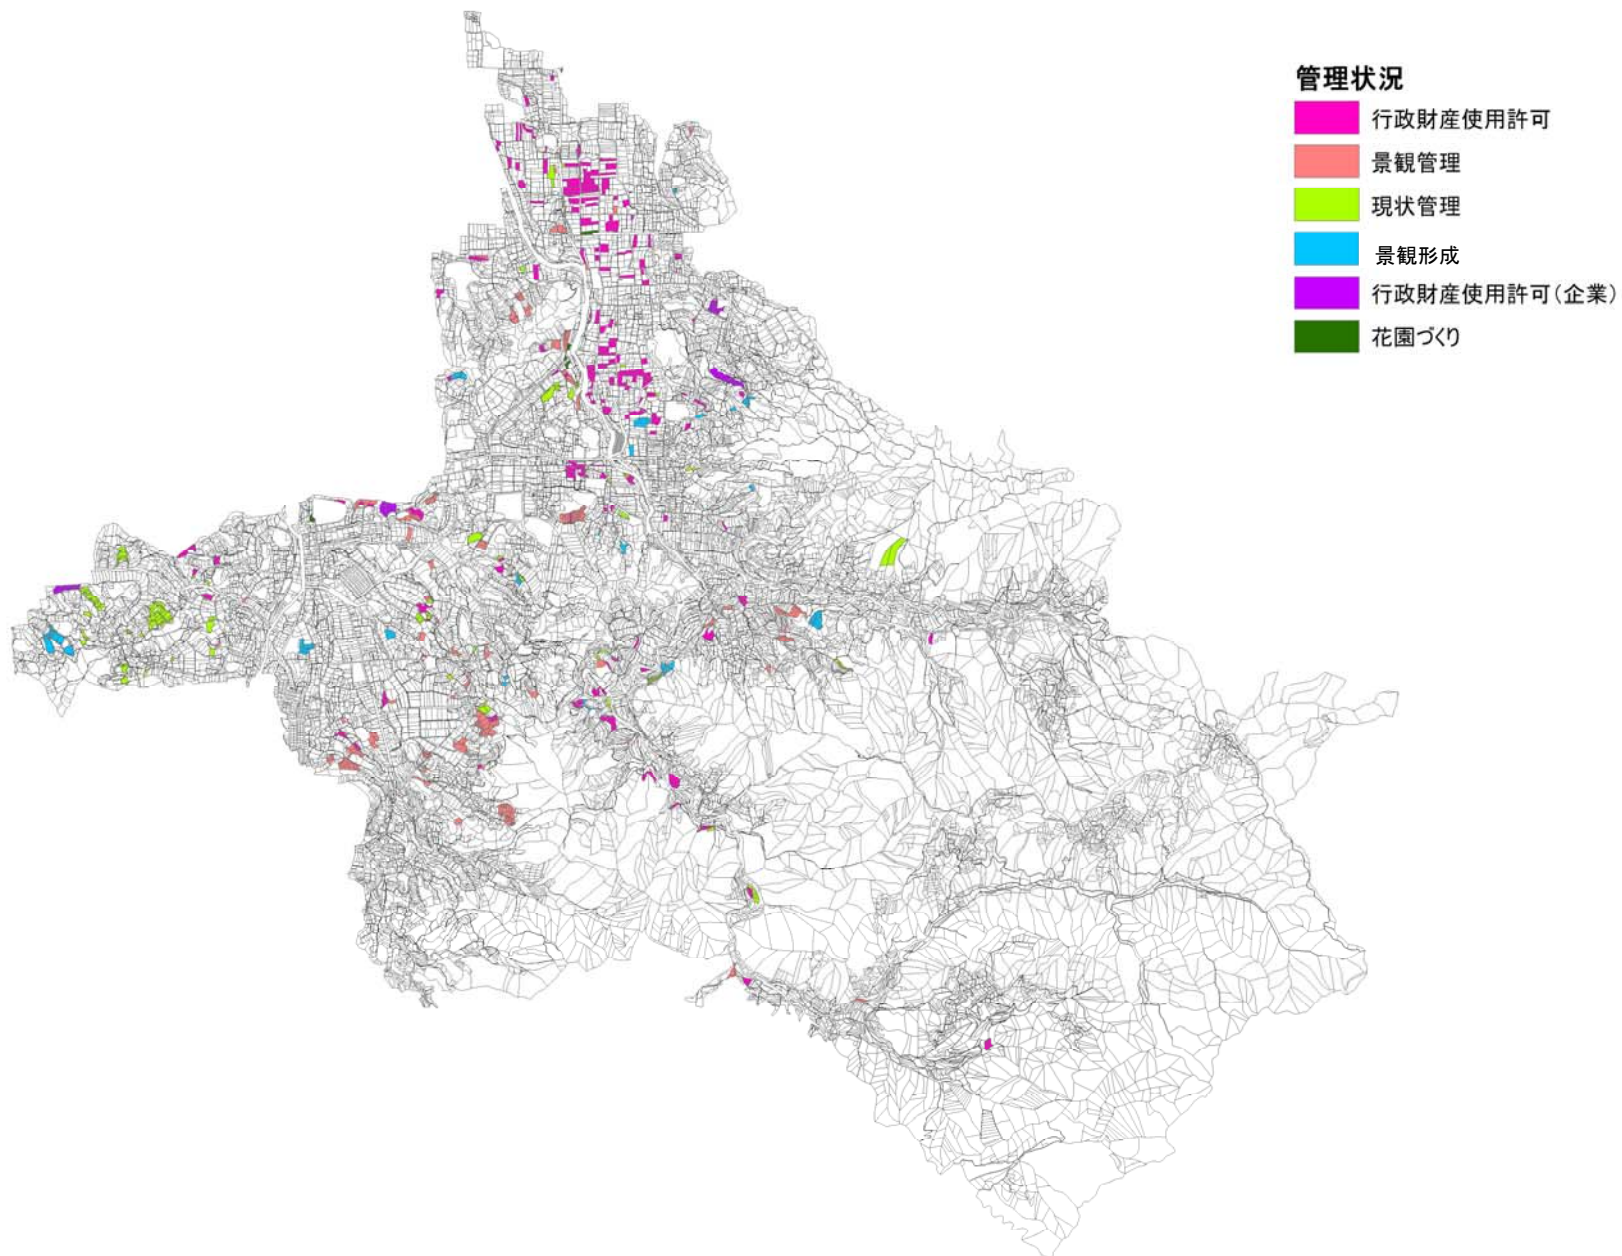 管理状況
行政財産使用許可
景観管理
現状管理
景観形成
行政財産使用許可(企業)
花園づくり